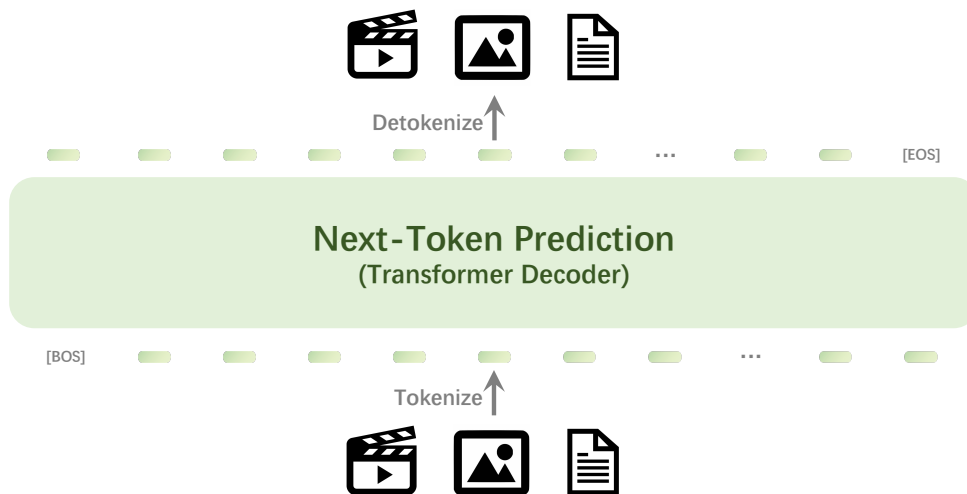 Detokenize
... [EOS]
Next-Token Prediction
(Transformer Decoder)
[BOS] ...
Tokenize